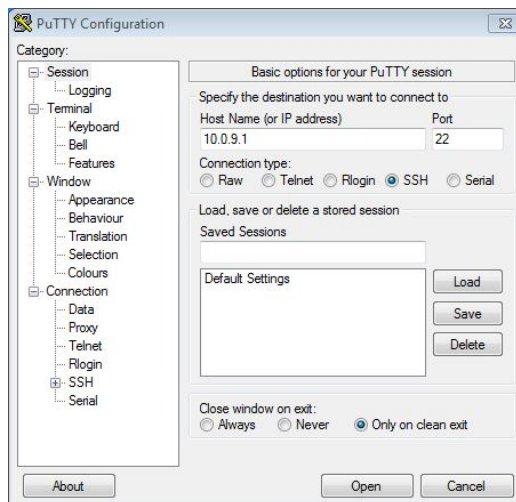 PuTTY Configuration
Category:
Session
Logging
Terminal
Keyboard
Bell
Features
Window
Appearance
Behaviour
Translation
Selection
Colours
Connection
Data
Proxy
Telnet
Rlogin
SSH
Serial
Basic options for your PuTTY session
Specify the destination you want to connect to
Host Name (or IP address) Port
10.0.9.1 22
Connection type:
Raw Telnet Rlogin SSH Serial
Load, save or delete a stored session
Saved Sessions
Default Settings
Load
Save
Delete
Close window on exit:
Always Never Only on clean exit
About Open Cancel